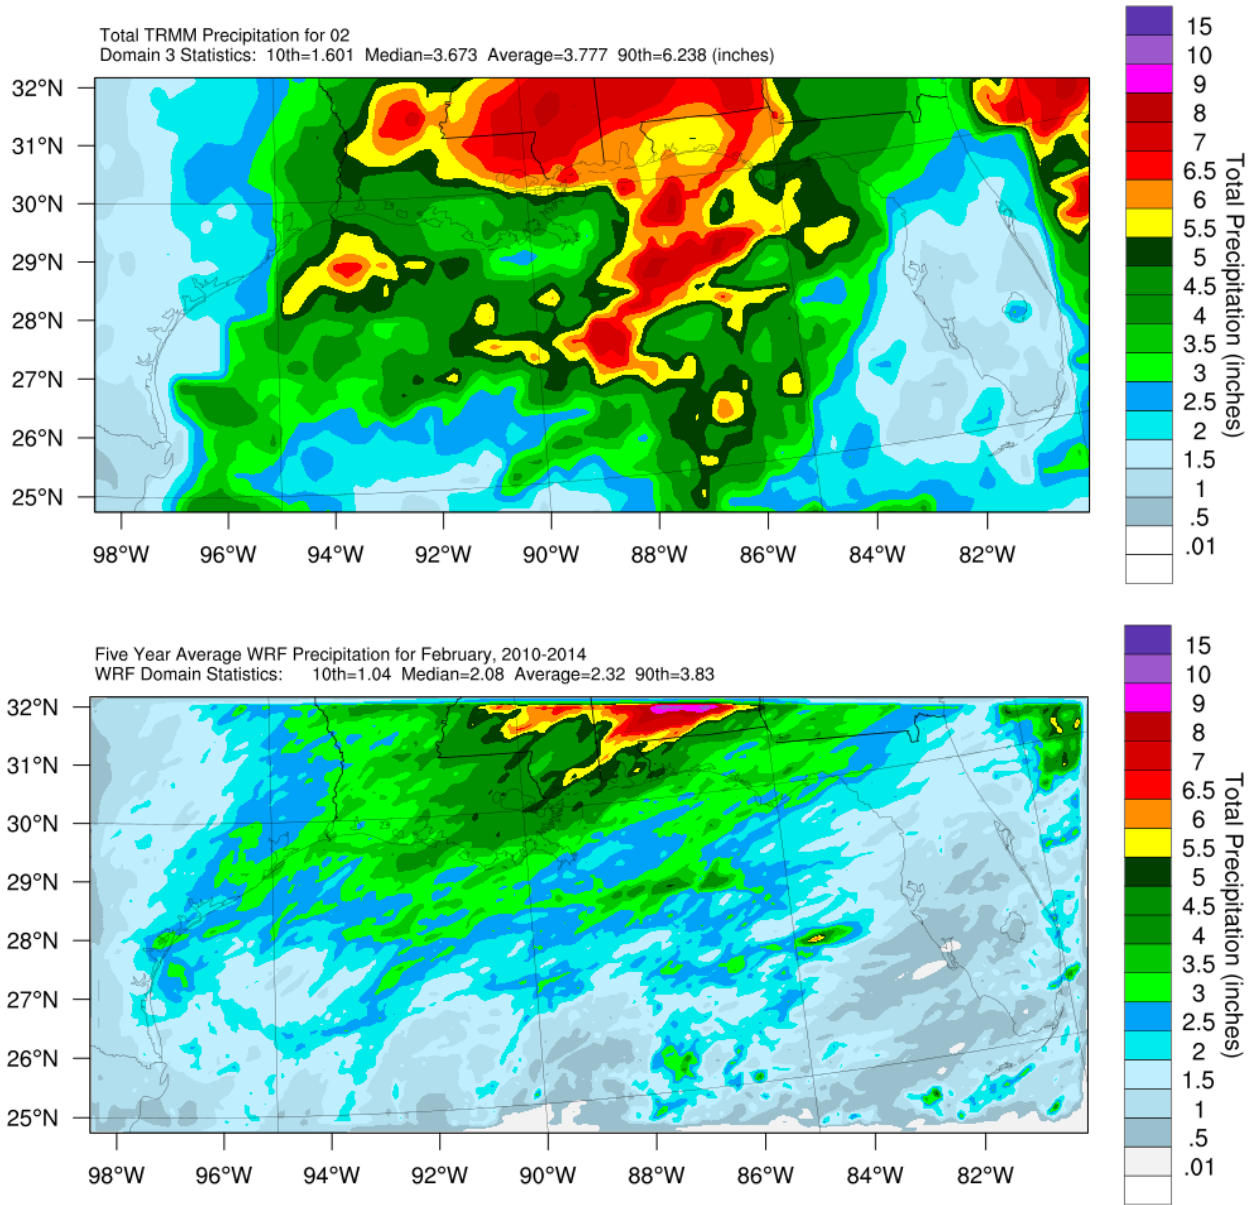 Total TRMM Precipitation for 02
Domain 3 Statistics: 10th=1.601 Median=3.673 Average=3.777 90th=6.238 (inches)
32°N
31°N
30°N
29°N
28°N
27°N
26°N
25°N
98°W 96°W 94°W 92°W 90°W 88°W 86°W 84°W 82°W
15
10
9
8
7
6.5
6
5.5
5
4.5
4
3.5
3
2.5
2
1.5
1
.5
.01
Total Precipitation (inches)
Five Year Average WRF Precipitation for February, 2010-2014
WRF Domain Statistics: 10th=1.04 Median=2.08 Average=2.32 90th=3.83
32°N
31°N
30°N
29°N
28°N
27°N
26°N
25°N
98°W 96°W 94°W 92°W 90°W 88°W 86°W 84°W 82°W
15
10
9
8
7
6.5
6
5.5
5
4.5
4
3.5
3
2.5
2
1.5
1
.5
.01
Total Precipitation (inches)